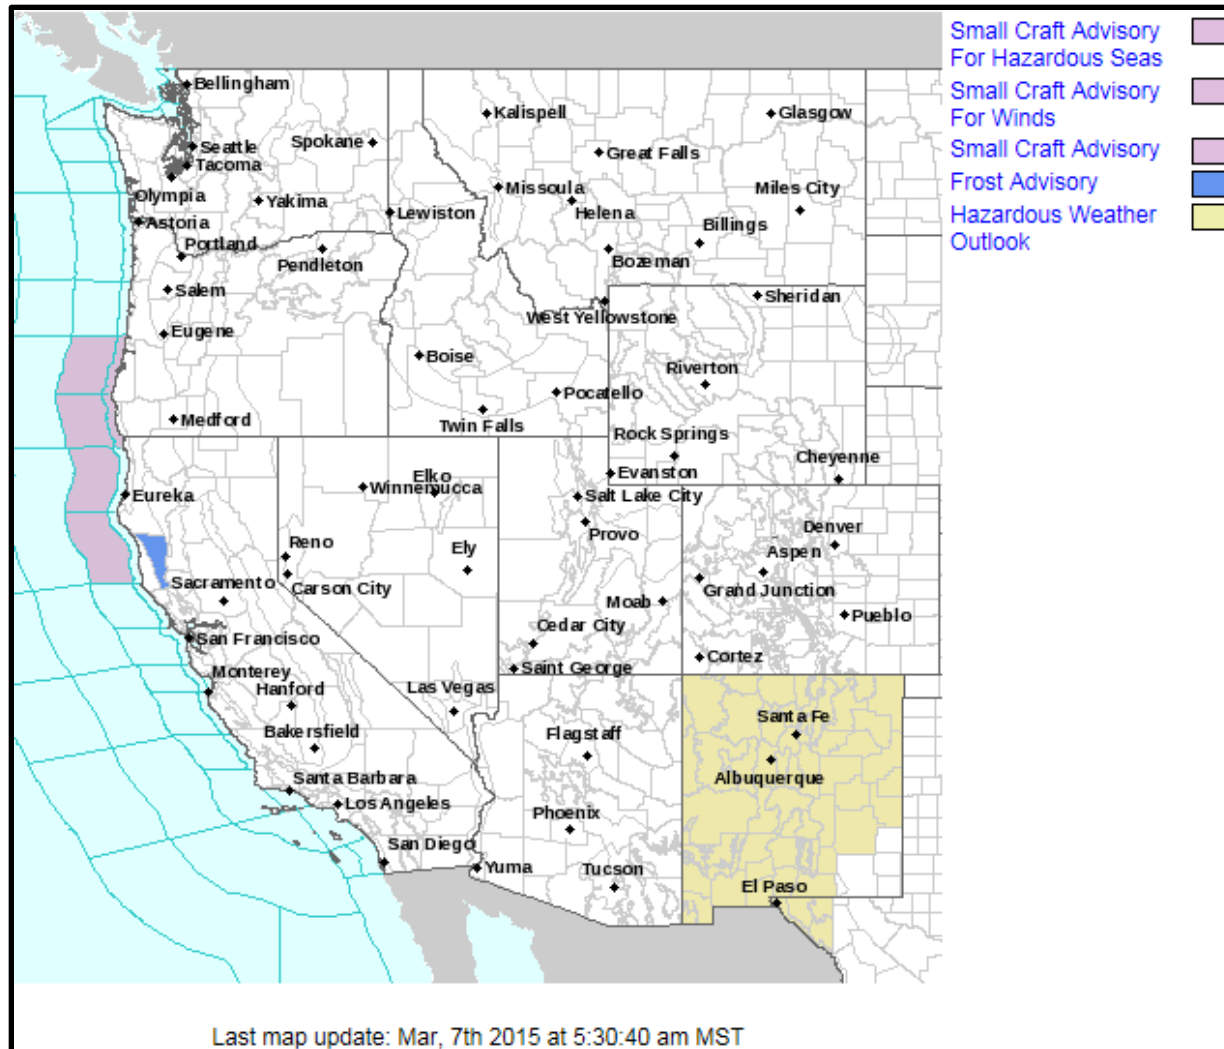 Small Craft Advisory
For Hazardous Seas
Small Craft Advisory
For Winds
Small Craft Advisory
Frost Advisory
Hazardous Weather
Outlook
Bellingham
Kalispell
Glasgow
Seattle
Spokane
Great Falls
Tacoma
Olympia
Yakima
Missoula
Miles City
Astoria
Lewiston
Helena
Billings
Portland
Pendleton
Bozeman
Salem
Sheridan
West Yellowstone
Eugene
Boise
Riverton
Pocatello
Medford
Twin Falls
Rock Springs
Cheyenne
Evanston
Elko
Winnemucca
Eureka
Salt Lake City
Provo
Denver
Reno
Ely
Aspen
Sacramento
Carson City
Grand Junction
Moab
Pueblo
Cedar City
San Francisco
Cortez
Saint George
Monterey
Hanford
Las Vegas
Santa Fe
Bakersfield
Flagstaff
Albuquerque
Santa Barbara
Los Angeles
Phoenix
San Diego
Yuma
Tucson
El Paso
Last map update: Mar, 7th 2015 at 5:30:40 am MST